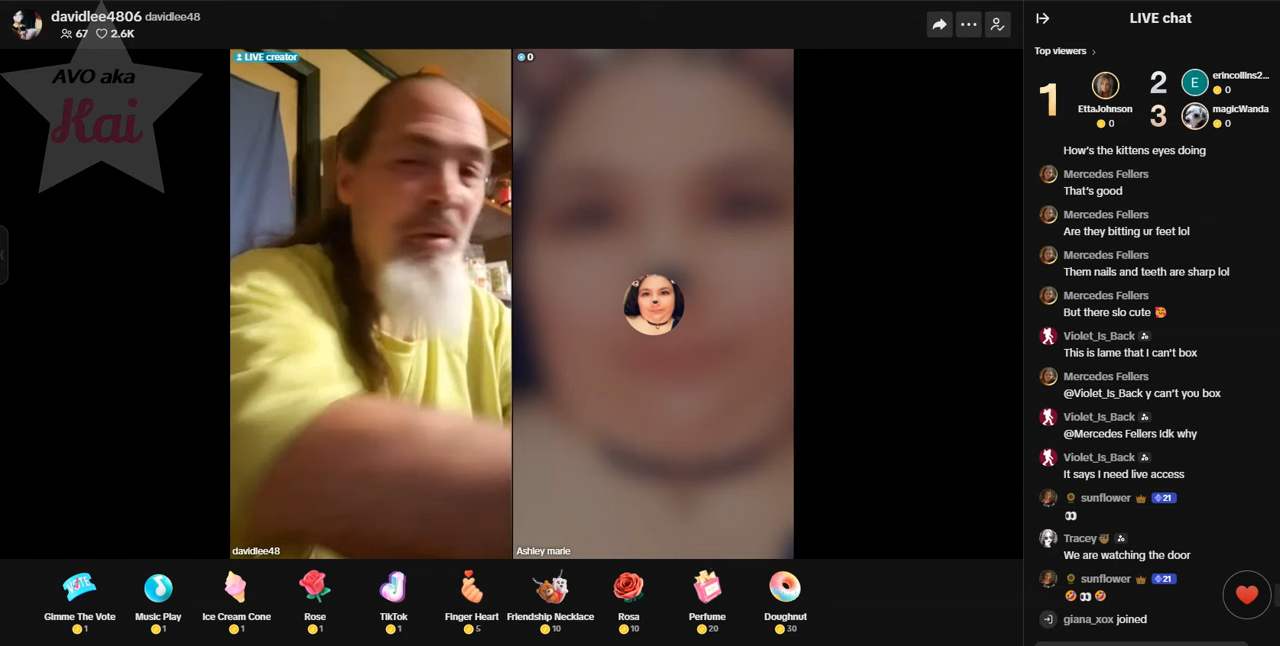 davidlee4806 davidlee48
67 2.6K
AVO aka
Kai
LIVE creator
0
davidlee48
Ashley marie
Gimme The Vote
1
Music Play
1
Ice Cream Cone
1
Rose
1
TikTok
1
Finger Heart
5
Friendship Necklace
10
Rosa
10
Perfume
20
Doughnut
30
LIVE chat
Top viewers
1
EttaJohnson
0
2
E
erincollins2...
0
3
magicWanda
0
How's the kittens eyes doing
Mercedes Fellers
That's good
Mercedes Fellers
Are they bitting ur feet lol
Mercedes Fellers
Them nails and teeth are sharp lol
Mercedes Fellers
But there slo cute 🥰
Violet_Is_Back
This is lame that I can't box
Mercedes Fellers
@Violet_Is_Back y can't you box
Violet_Is_Back
@Mercedes Fellers Idk why
Violet_Is_Back
It says I need live access
sunflower 21
👀
Tracey
We are watching the door
sunflower 21
🤣👀🤣
giana_xox joined